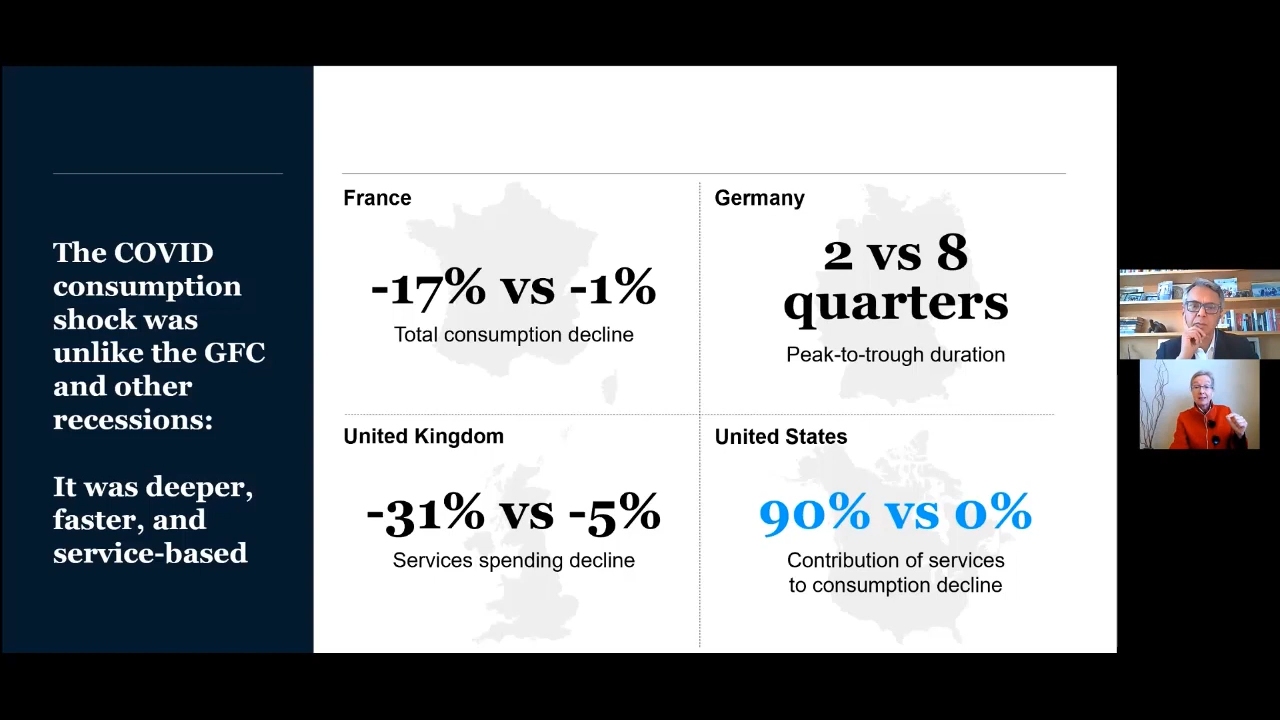 The COVID
consumption
shock was
unlike the GFC
and other
recessions:
It was deeper,
faster, and
service-based
France
-17% vs -1%
Total consumption decline
Germany
2 vs 8
quarters
Peak-to-trough duration
United Kingdom
-31% vs -5%
Services spending decline
United States
90% vs 0%
Contribution of services
to consumption decline